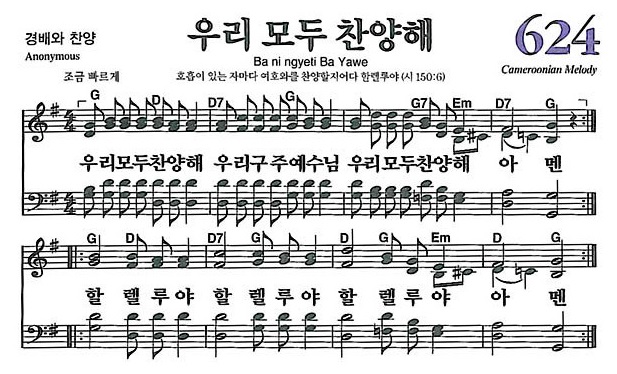 경배와 찬양
Anonymous
우리 모두 찬양해
Ba ni ngyeti Ba Yawe
624
Cameroonian Melody
조금 빠르게
호흡이 있는 자마다 여호와를 찬양할지어다 할렐루야 (시 150:6)
G D D7 G G7 Em D7 G
우리모두찬양해 우리구주예수님 우리모두찬양해 아 멘
G D D7 G D G Em D7 G
할 렐 루 야 할 렐 루 야 할 렐 루 야 아 멘